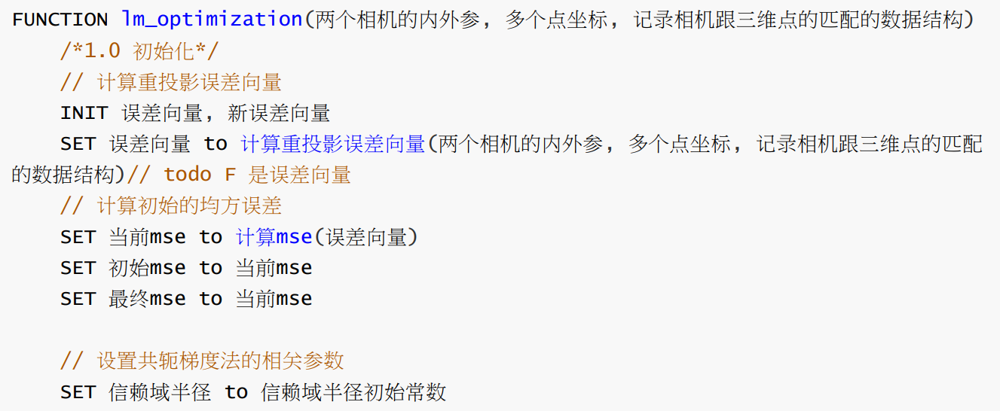 FUNCTION lm_optimization(两个相机的内外参, 多个点坐标, 记录相机跟三维点的匹配的数据结构)
/*1.0 初始化*/
// 计算重投影误差向量
INIT 误差向量, 新误差向量
SET 误差向量 to 计算重投影误差向量(两个相机的内外参, 多个点坐标, 记录相机跟三维点的匹配
的数据结构)// todo F 是误差向量
// 计算初始的均方误差
SET 当前mse to 计算mse(误差向量)
SET 初始mse to 当前mse
SET 最终mse to 当前mse
// 设置共轭梯度法的相关参数
SET 信赖域半径 to 信赖域半径初始常数